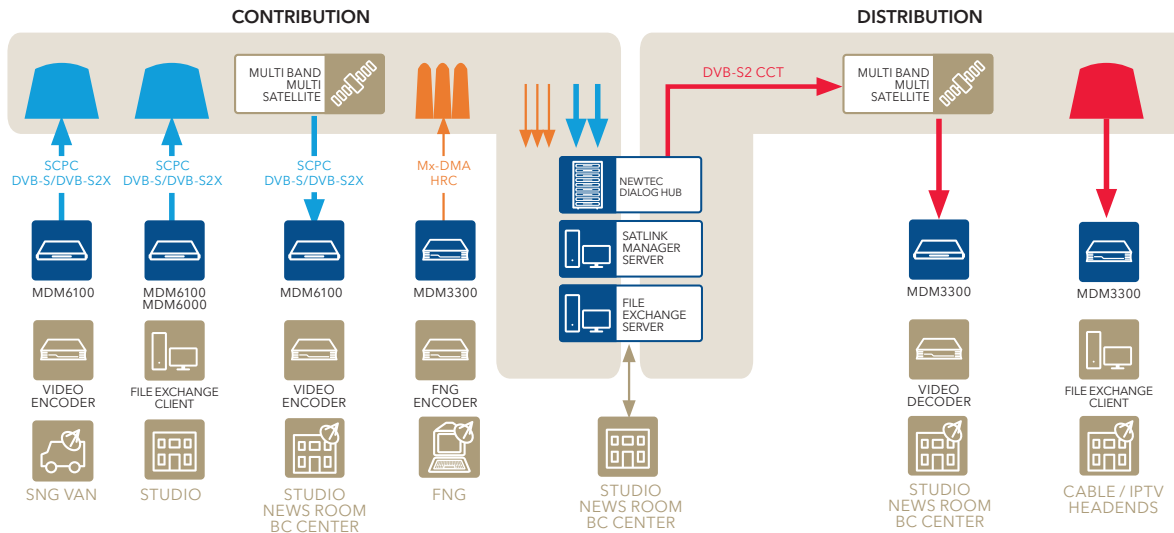 CONTRIBUTION
DISTRIBUTION
MULTI BAND
MULTI
SATELLITE
DVB-S2 CCT
MULTI BAND
MULTI
SATELLITE
SCPC
DVB-S/DVB-S2X
SCPC
DVB-S/DVB-S2X
SCPC
DVB-S/DVB-S2X
Mx-DMA
HRC
NEWTEC
DIALOG HUB
SATLINK
MANAGER
SERVER
FILE
EXCHANGE
SERVER
MDM6100
MDM6100
MDM6000
MDM6100
MDM3300
MDM3300
MDM3300
VIDEO
ENCODER
FILE EXCHANGE
CLIENT
VIDEO
ENCODER
FNG
ENCODER
VIDEO
DECODER
FILE EXCHANGE
CLIENT
SNG VAN
STUDIO
STUDIO
NEWS ROOM
BC CENTER
FNG
STUDIO
NEWS ROOM
BC CENTER
STUDIO
NEWS ROOM
BC CENTER
CABLE / IPTV
HEADENDS